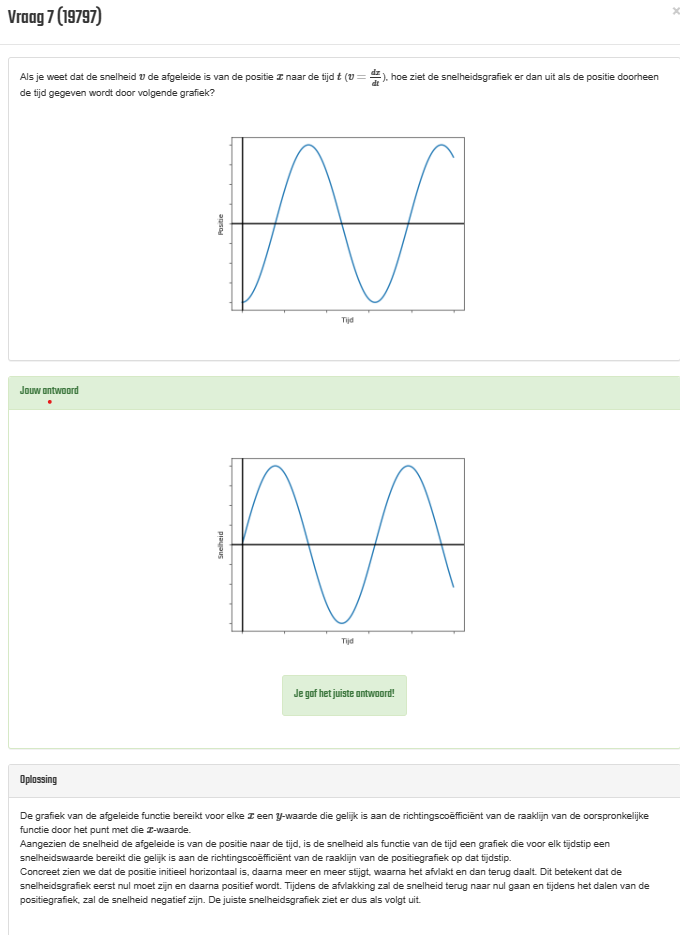 Vraag 7 (19797)
×
Als je weet dat de snelheid v de afgeleide is van de positie x naar de tijd t (v = dx/dt), hoe ziet de snelheidsgrafiek er dan uit als de positie doorheen
de tijd gegeven wordt door volgende grafiek?
Positie
Tijd
Jouw antwoord
Snelheid
Tijd
Je gaf het juiste antwoord!
Oplossing
De grafiek van de afgeleide functie bereikt voor elke x een y-waarde die gelijk is aan de richtingscoëfficiënt van de raaklijn van de oorspronkelijke
functie door het punt met die x-waarde.
Aangezien de snelheid de afgeleide is van de positie naar de tijd, is de snelheid als functie van de tijd een grafiek die voor elk tijdstip een
snelheidswaarde bereikt die gelijk is aan de richtingscoëfficiënt van de raaklijn van de positiegrafiek op dat tijdstip.
Concreet zien we dat de positie initieel horizontaal is, daarna meer en meer stijgt, waarna het afvlakt en dan terug daalt. Dit betekent dat de
snelheidsgrafiek eerst nul moet zijn en daarna positief wordt. Tijdens de afvlakking zal de snelheid terug naar nul gaan en tijdens het dalen van de
positiegrafiek, zal de snelheid negatief zijn. De juiste snelheidsgrafiek ziet er dus als volgt uit.